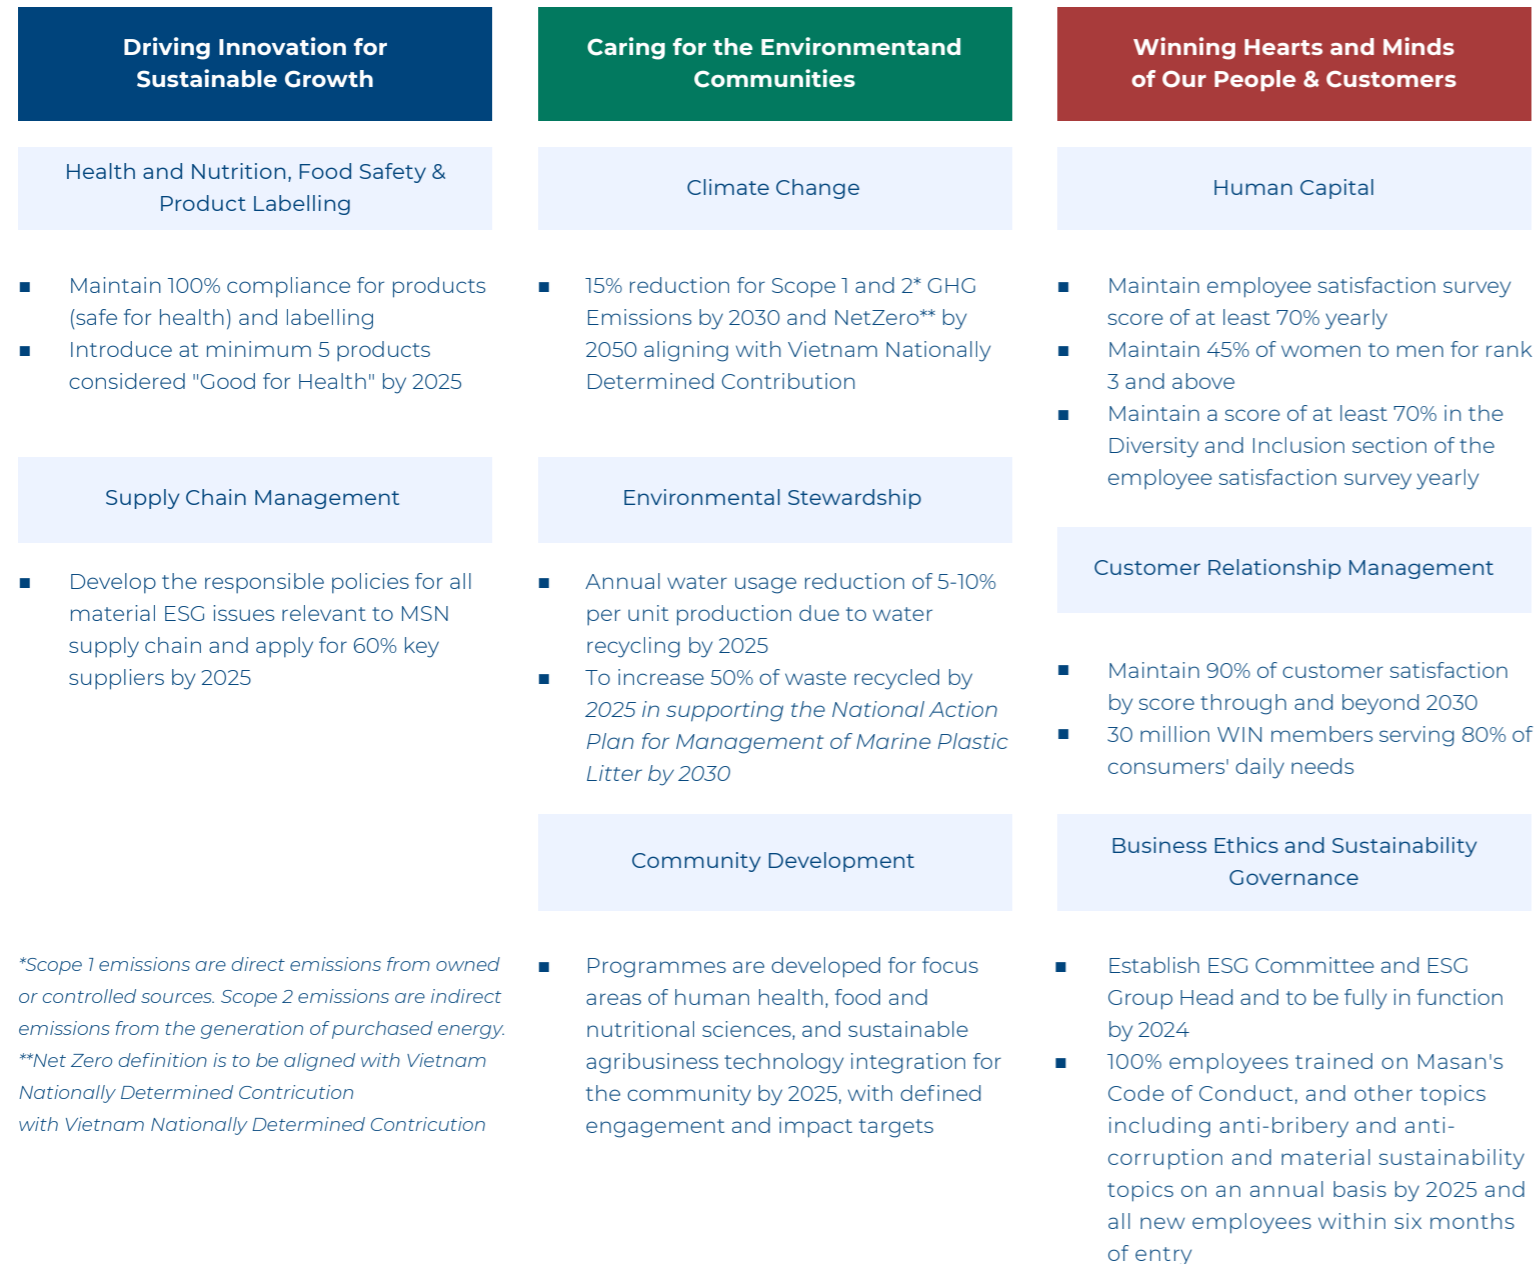 Driving Innovation for
Sustainable Growth
Health and Nutrition, Food Safety &
Product Labelling
■ Maintain 100% compliance for products
(safe for health) and labelling
■ Introduce at minimum 5 products
considered "Good for Health" by 2025
Supply Chain Management
■ Develop the responsible policies for all
material ESG issues relevant to MSN
supply chain and apply for 60% key
suppliers by 2025
*Scope 1 emissions are direct emissions from owned
or controlled sources. Scope 2 emissions are indirect
emissions from the generation of purchased energy.
**Net Zero definition is to be aligned with Vietnam
Nationally Determined Contricution
with Vietnam Nationally Determined Contricution
Caring for the Environmentand
Communities
Climate Change
■ 15% reduction for Scope 1 and 2* GHG
Emissions by 2030 and NetZero** by
2050 aligning with Vietnam Nationally
Determined Contribution
Environmental Stewardship
■ Annual water usage reduction of 5-10%
per unit production due to water
recycling by 2025
■ To increase 50% of waste recycled by
2025 in supporting the National Action
Plan for Management of Marine Plastic
Litter by 2030
Community Development
■ Programmes are developed for focus
areas of human health, food and
nutritional sciences, and sustainable
agribusiness technology integration for
the community by 2025, with defined
engagement and impact targets
Winning Hearts and Minds
of Our People & Customers
Human Capital
■ Maintain employee satisfaction survey
score of at least 70% yearly
■ Maintain 45% of women to men for rank
3 and above
■ Maintain a score of at least 70% in the
Diversity and Inclusion section of the
employee satisfaction survey yearly
Customer Relationship Management
■ Maintain 90% of customer satisfaction
by score through and beyond 2030
■ 30 million WIN members serving 80% of
consumers' daily needs
Business Ethics and Sustainability
Governance
■ Establish ESG Committee and ESG
Group Head and to be fully in function
by 2024
■ 100% employees trained on Masan's
Code of Conduct, and other topics
including anti-bribery and anti-
corruption and material sustainability
topics on an annual basis by 2025 and
all new employees within six months
of entry